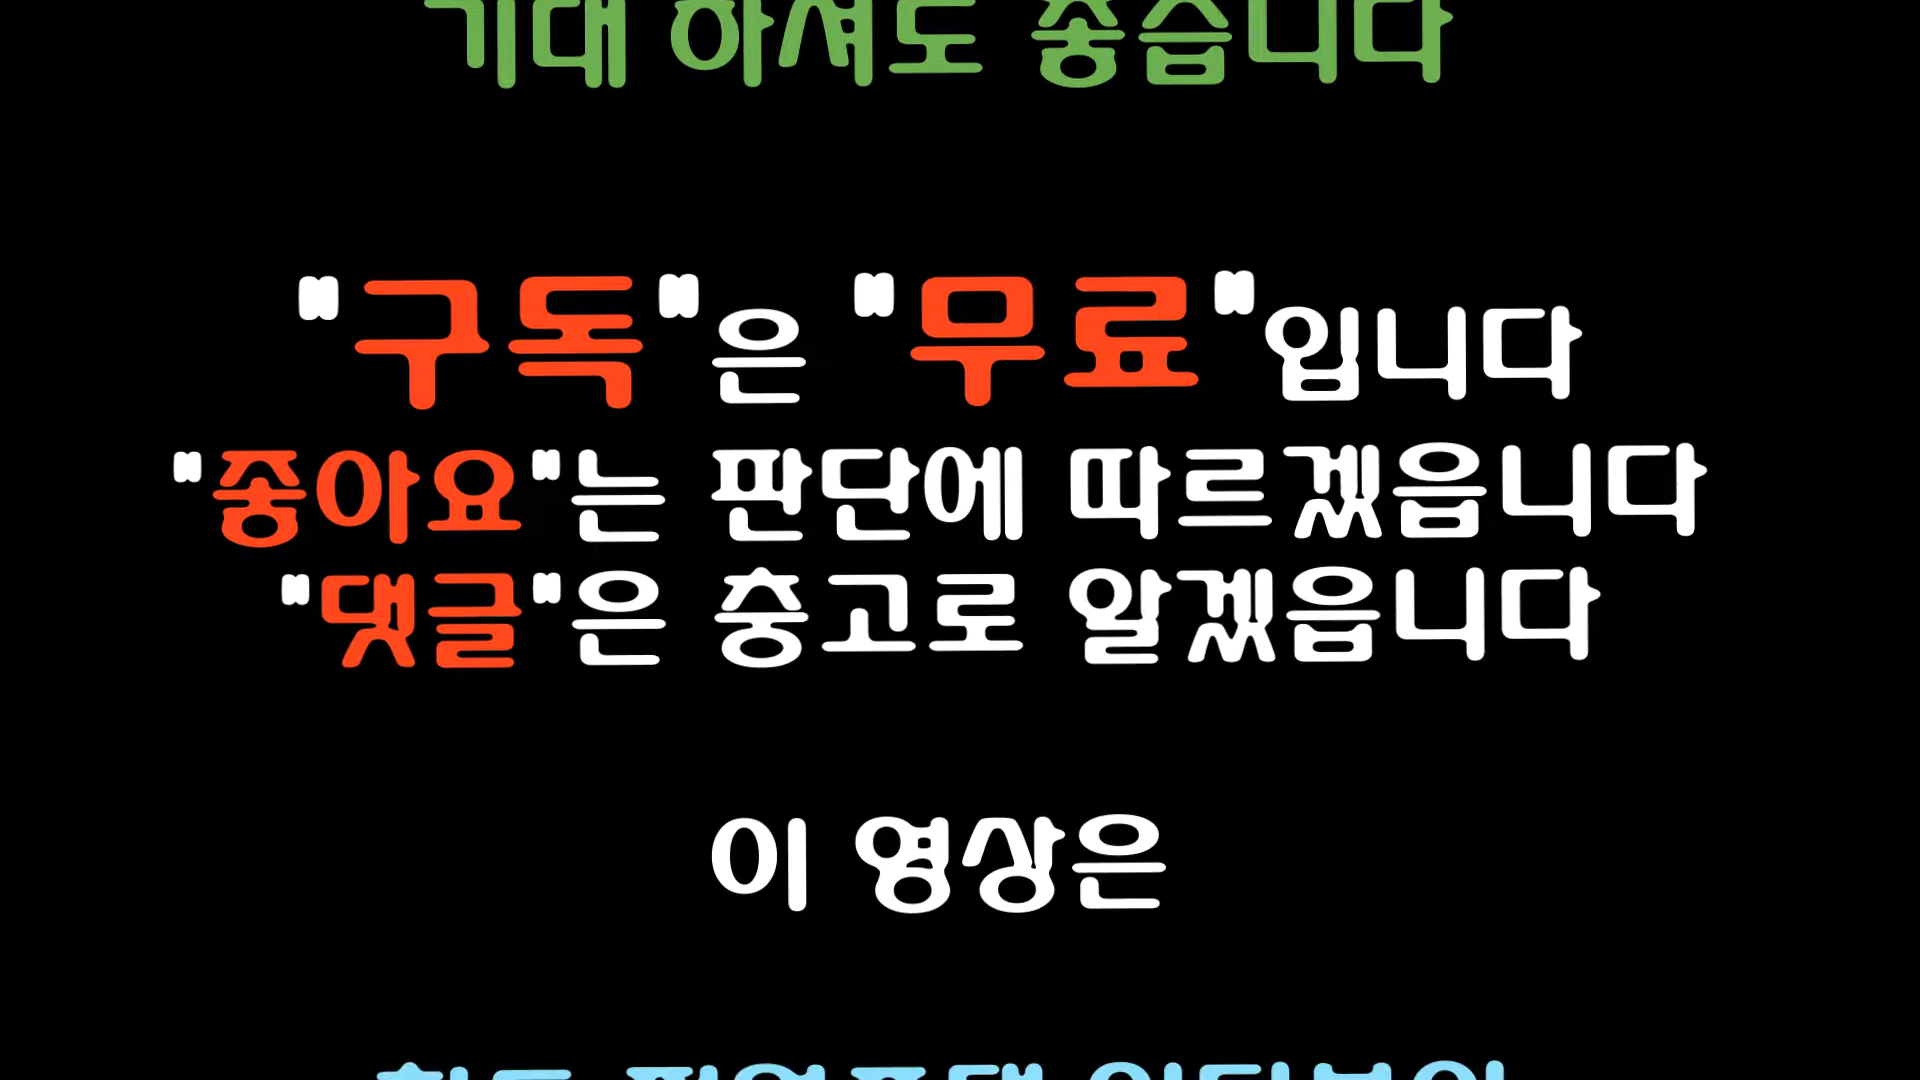 기대 하셔도 좋습니다
"구독"은 "무료"입니다
"좋아요"는 판단에 따르겠읍니다
"댓글"은 충고로 알겠읍니다
이 영상은